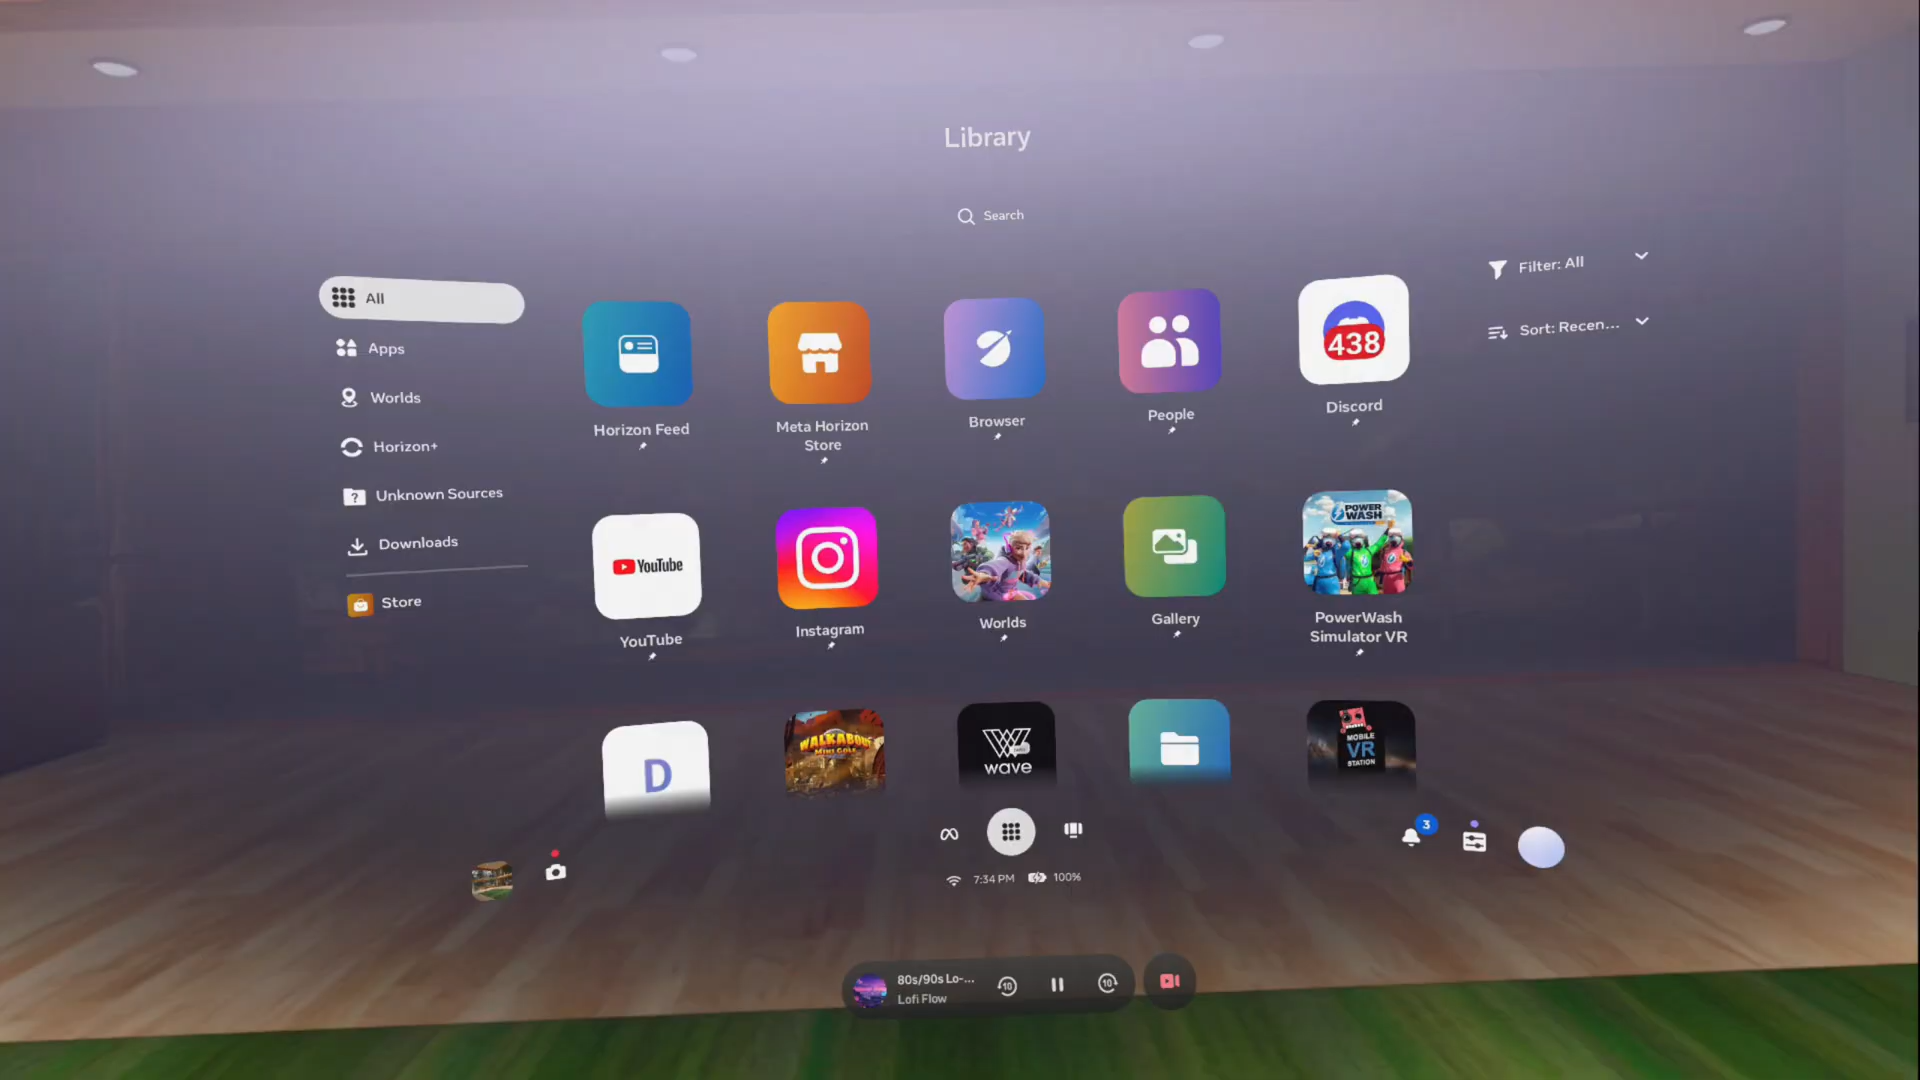 Library
Search
All
Apps
Worlds
Horizon+
Unknown Sources
Downloads
Store
Filter: All
Sort: Recen...
438
Horizon Feed
Meta Horizon
Store
Browser
People
Discord
YouTube
YouTube
Instagram
Worlds
Gallery
POWER
WASH
PowerWash
Simulator VR
D
WALKABOUT
MINI GOLF
wave
MOBILE
VR
STATION
3
7:34 PM
100%
80s/90s Lo-...
Lofi Flow
10
10